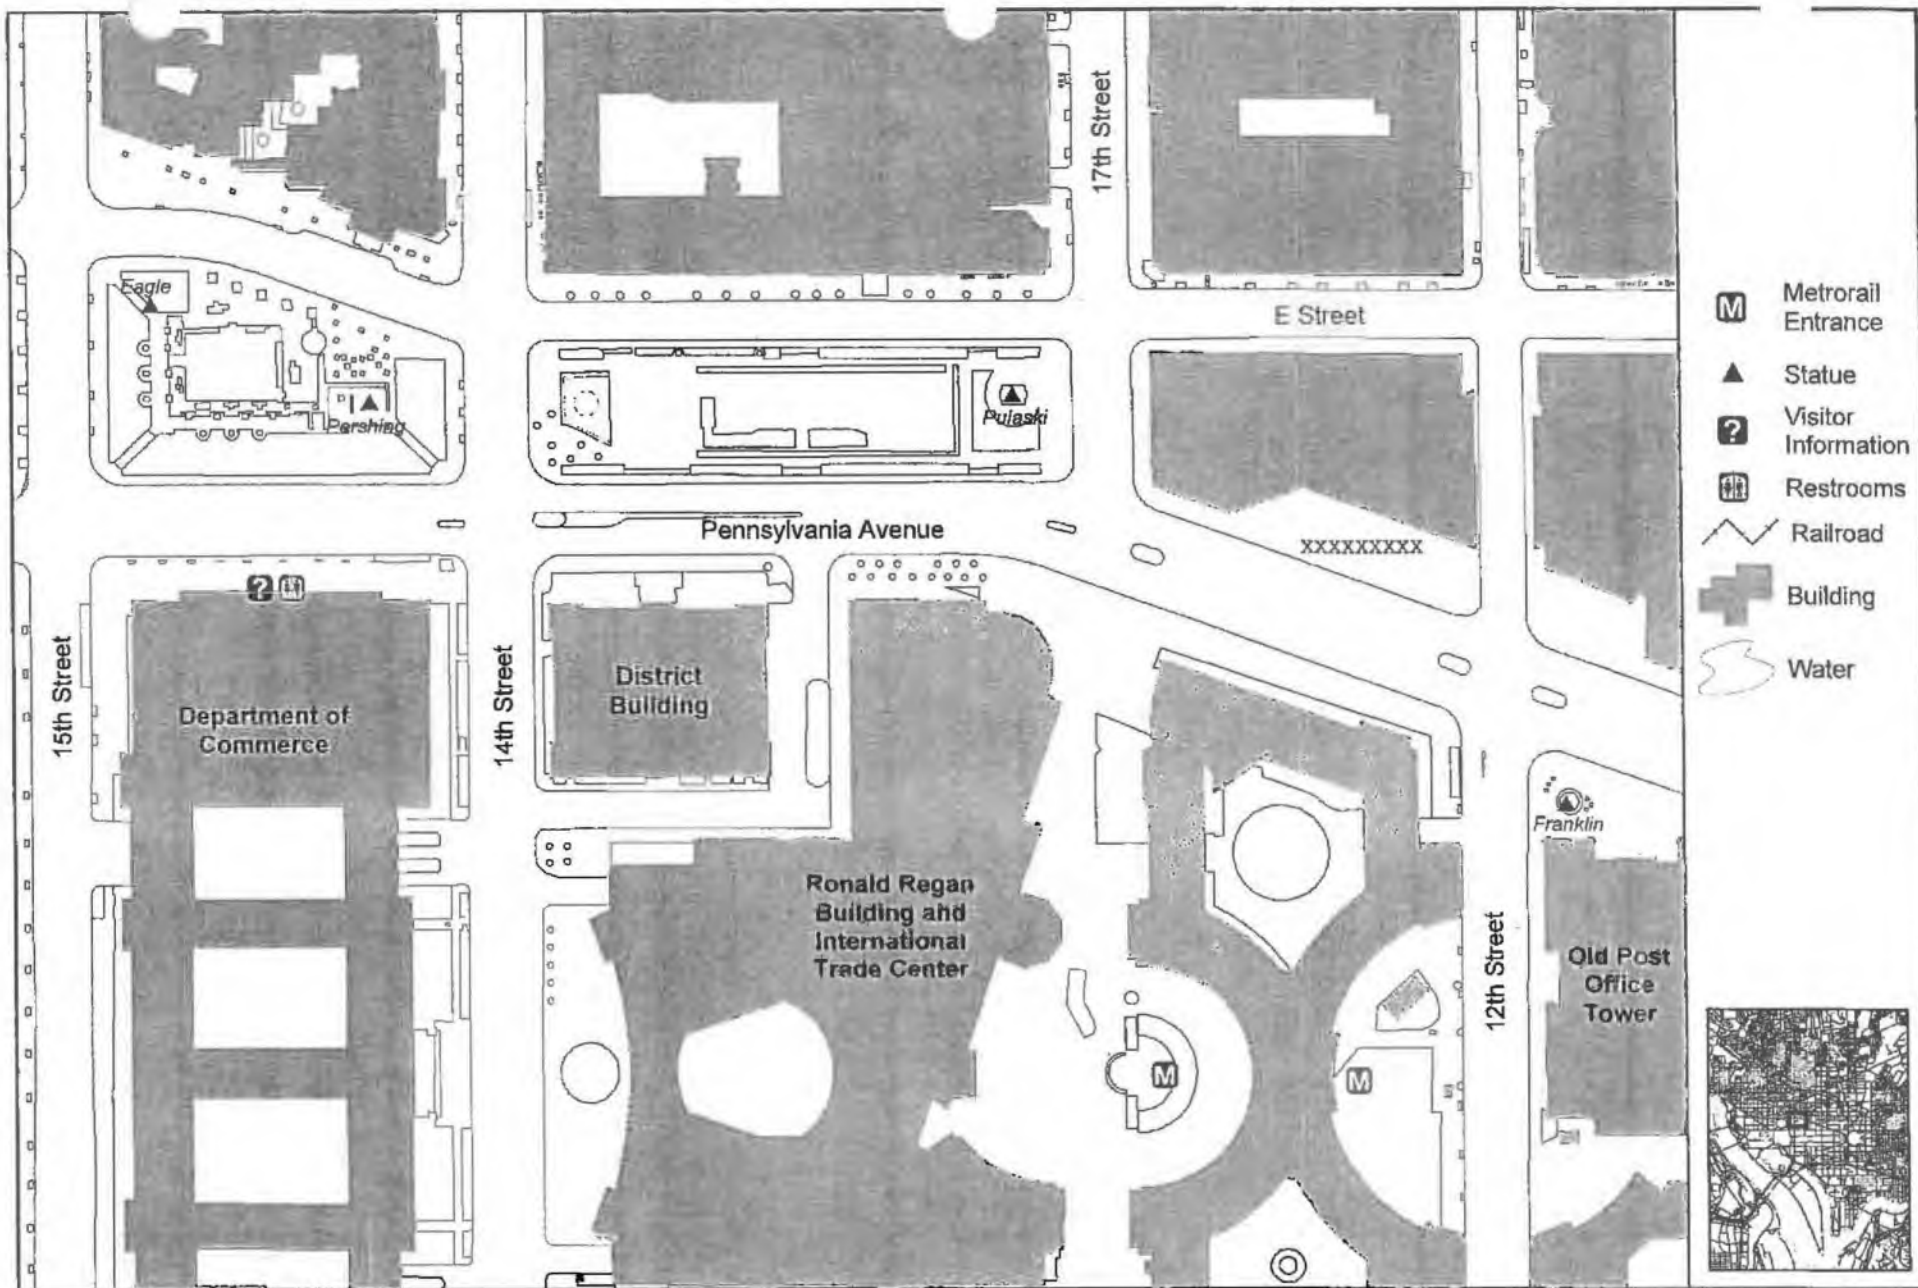 17th Street
Eagle
E Street
Pershing
Pulaski
Pennsylvania Avenue
XXXXXXXXX
?
15th Street
Department of
Commerce
14th Street
District
Building
Franklin
Ronald Regan
Building and
International
Trade Center
12th Street
Old Post
Office
Tower
M
M
M
Metrorail
Entrance
Statue
?
Visitor
Information
Restrooms
Railroad
Building
Water